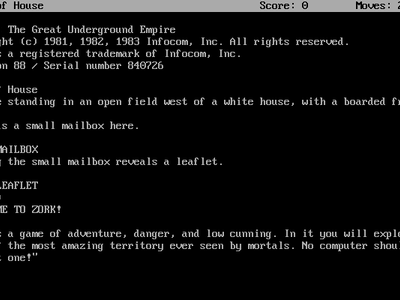 of House Score: 0 Moves: 2
The Great Underground Empire
ght (c) 1981, 1982, 1983 Infocom, Inc. All rights reserved.
a registered trademark of Infocom, Inc.
on 88 / Serial number 840726
House
standing in an open field west of a white house, with a boarded fr
s a small mailbox here.
MAILBOX
g the small mailbox reveals a leaflet.
LEAFLET
ME TO ZORK!
a game of adventure, danger, and low cunning. In it you will explo
the most amazing territory ever seen by mortals. No computer shou
one!"